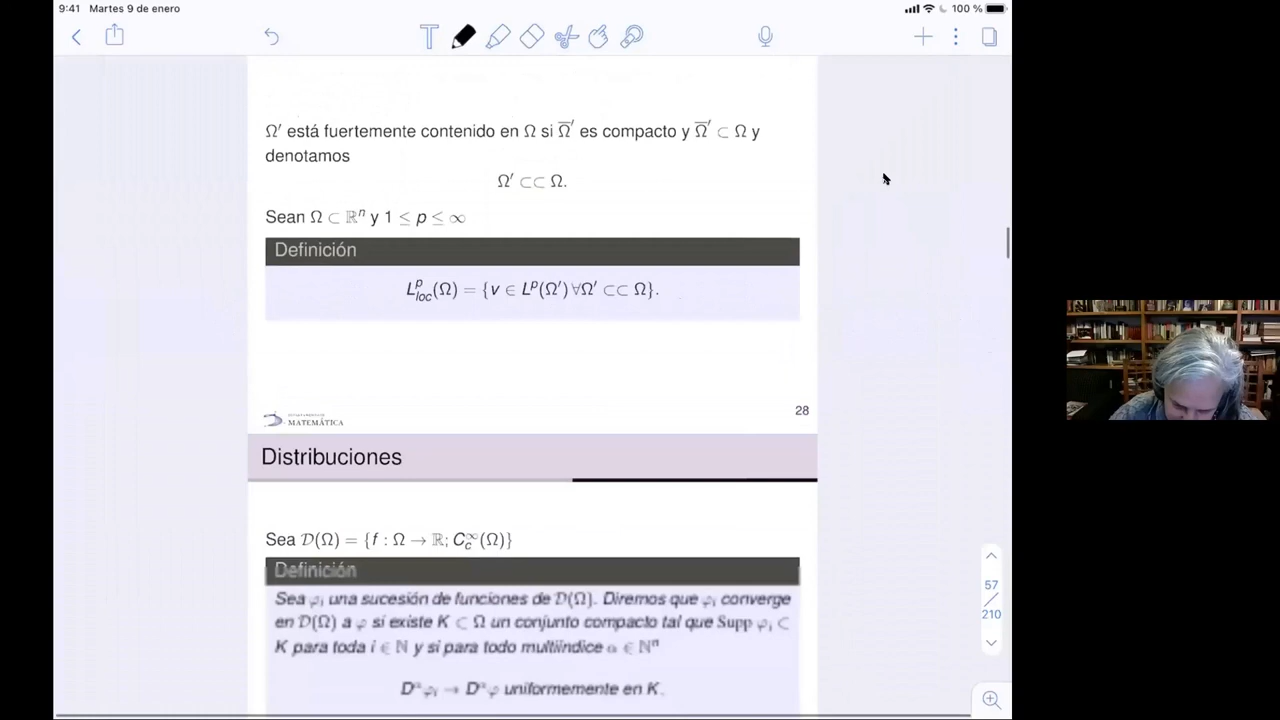 9:41 Martes 9 de enero
100 %
Ω′ está fuertemente contenido en Ω si Ω̅′ es compacto y Ω̅′ ⊂ Ω y
denotamos
Ω′ ⊂⊂ Ω.
Sean Ω ⊂ ℝⁿ y 1 ≤ p ≤ ∞
Definición
Lᵖ_loc(Ω) = {v ∈ Lᵖ(Ω′) ∀Ω′ ⊂⊂ Ω}.
DEPARTAMENTO
MATEMÁTICA
28
Distribuciones
Sea 𝒟(Ω) = {f : Ω → ℝ; C_c^∞(Ω)}
Definición
Sea φᵢ una sucesión de funciones de 𝒟(Ω). Diremos que φᵢ converge
en 𝒟(Ω) a φ si existe K ⊂ Ω un conjunto compacto tal que Supp φᵢ ⊂
K para toda i ∈ ℕ y si para todo multiíndice α ∈ ℕⁿ
D^α φᵢ → D^α φ uniformemente en K.
57
210